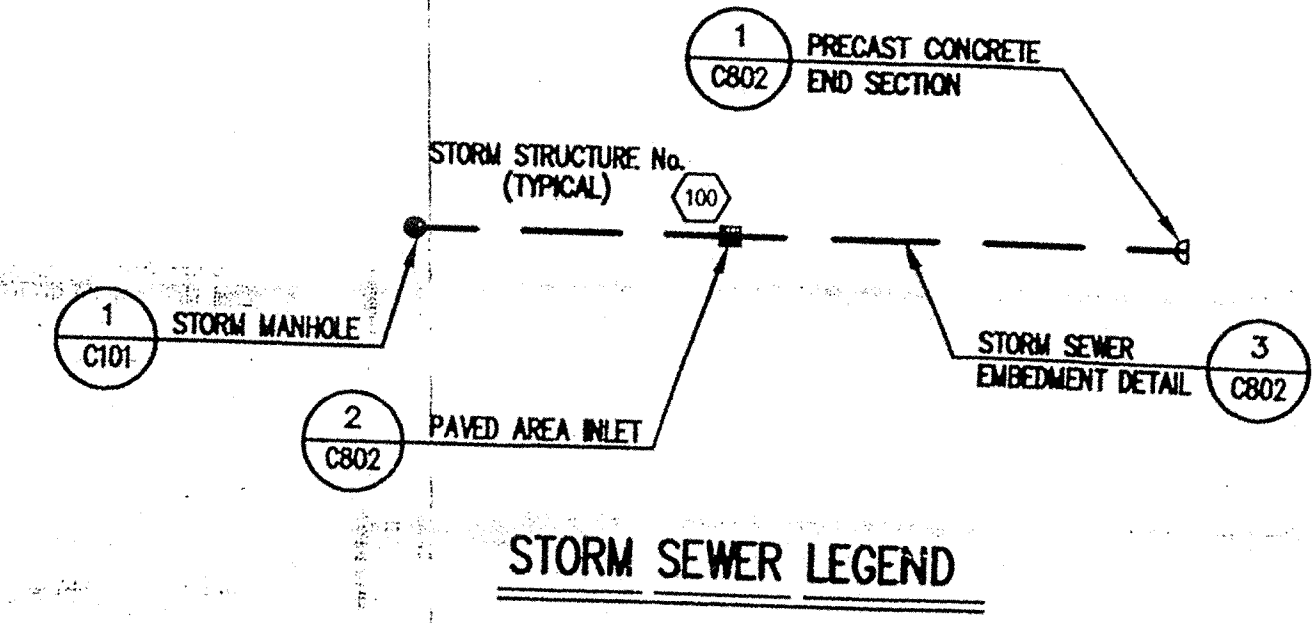 1
C802
PRECAST CONCRETE
END SECTION
STORM STRUCTURE No.
(TYPICAL)
100
1
C101
STORM MANHOLE
STORM SEWER
EMBEDMENT DETAIL
3
C802
2
C802
PAVED AREA INLET
STORM SEWER LEGEND